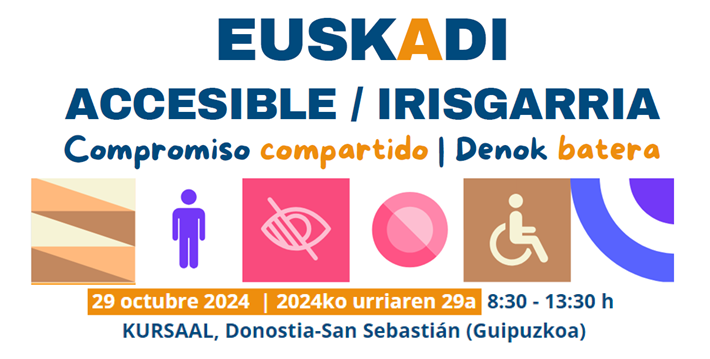 EUSKADI
ACCESIBLE / IRISGARRIA
Compromiso compartido | Denok batera
29 octubre 2024 | 2024ko urriaren 29a 8:30 - 13:30 h
KURSAAL, Donostia-San Sebastián (Guipuzkoa)